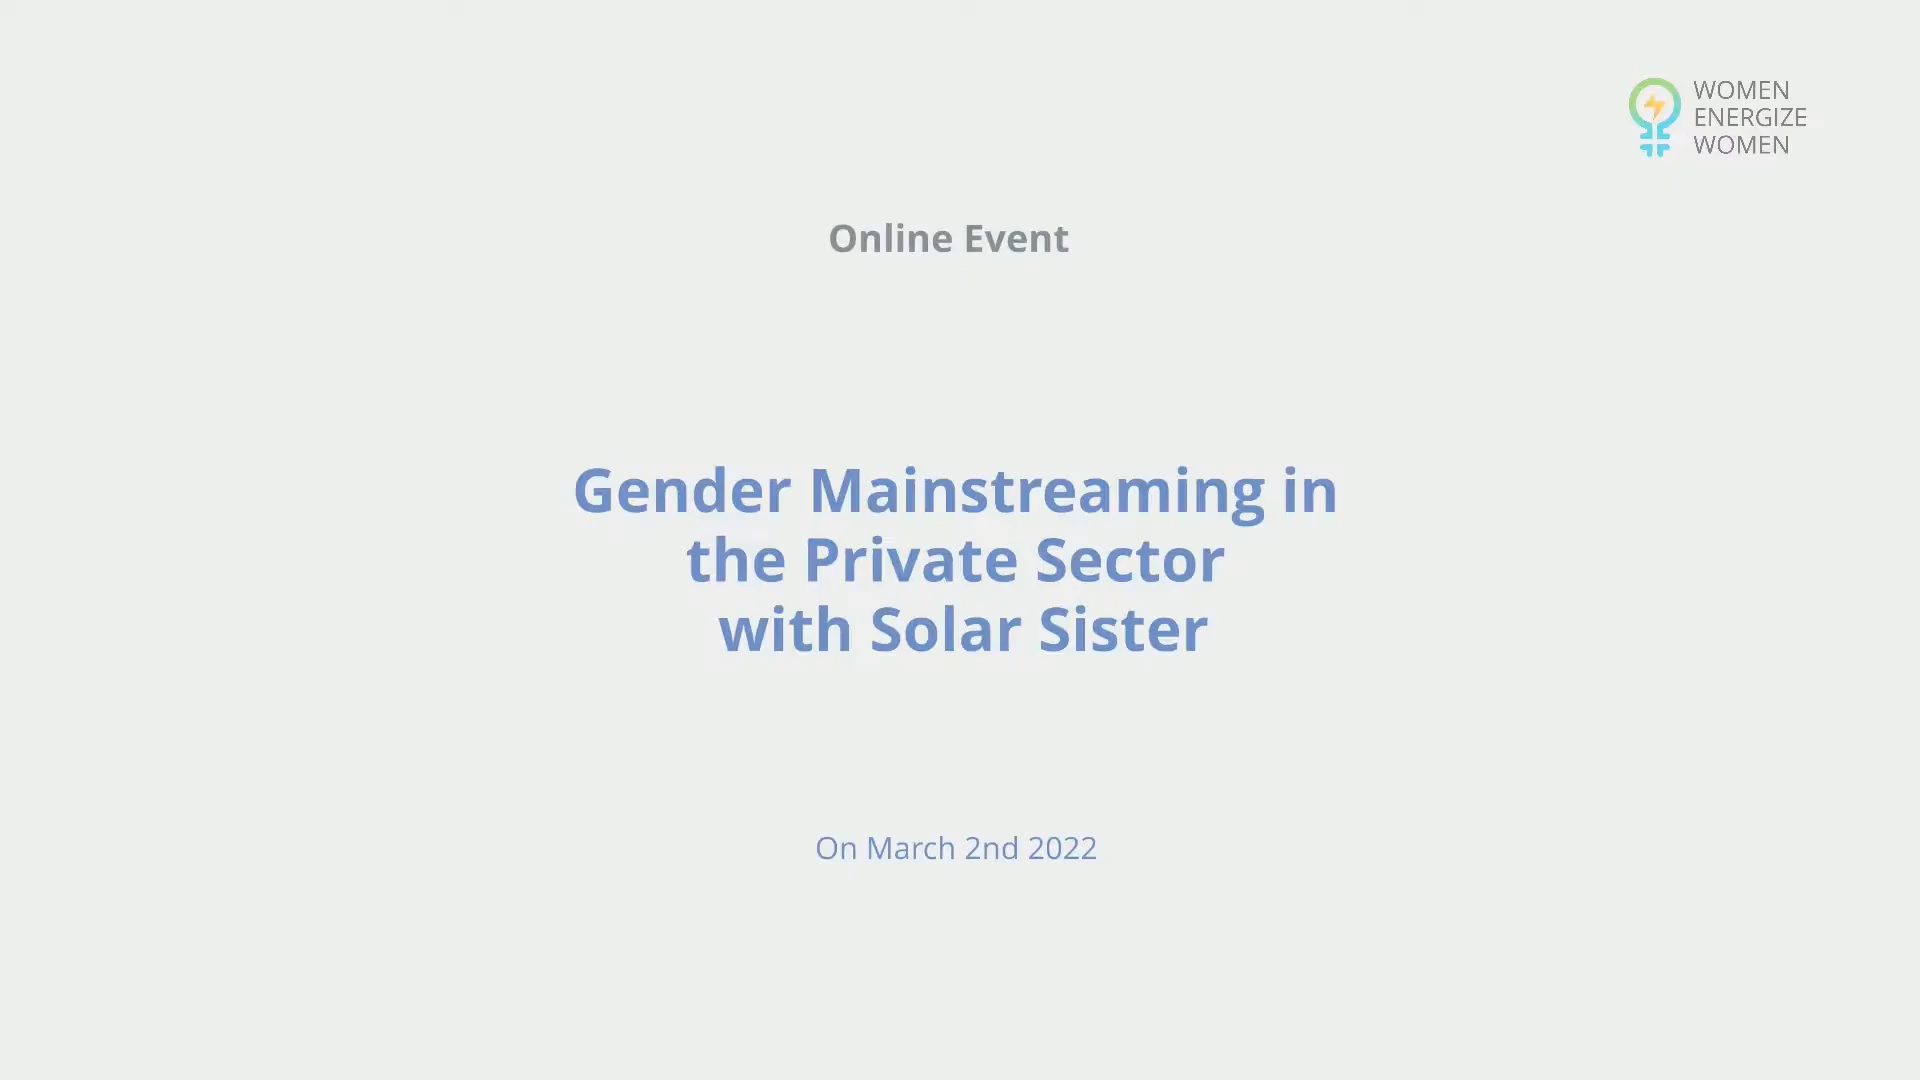 WOMEN
ENERGIZE
WOMEN
Online Event
Gender Mainstreaming in
the Private Sector
with Solar Sister
On March 2nd 2022